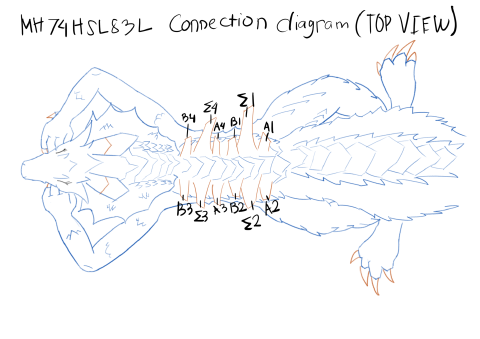 MH74HSL83L Connection diagram (TOP VIEW)
B4 Σ4 A4 B1 Σ1 A1
B3 Σ3 A3 B2 Σ2 A2